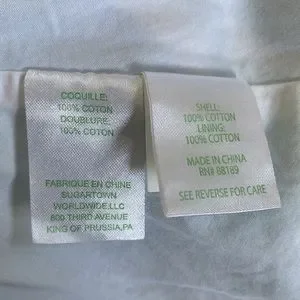 COQUILLE:
100% COTON
DOUBLURE:
100% COTON
FABRIQUE EN CHINE
SUGARTOWN
WORLDWIDE,LLC
800 THIRD AVENUE
KING OF PRUSSIA,PA
SHELL:
100% COTTON
LINING:
100% COTTON
MADE IN CHINA
RN# 88189
SEE REVERSE FOR CARE